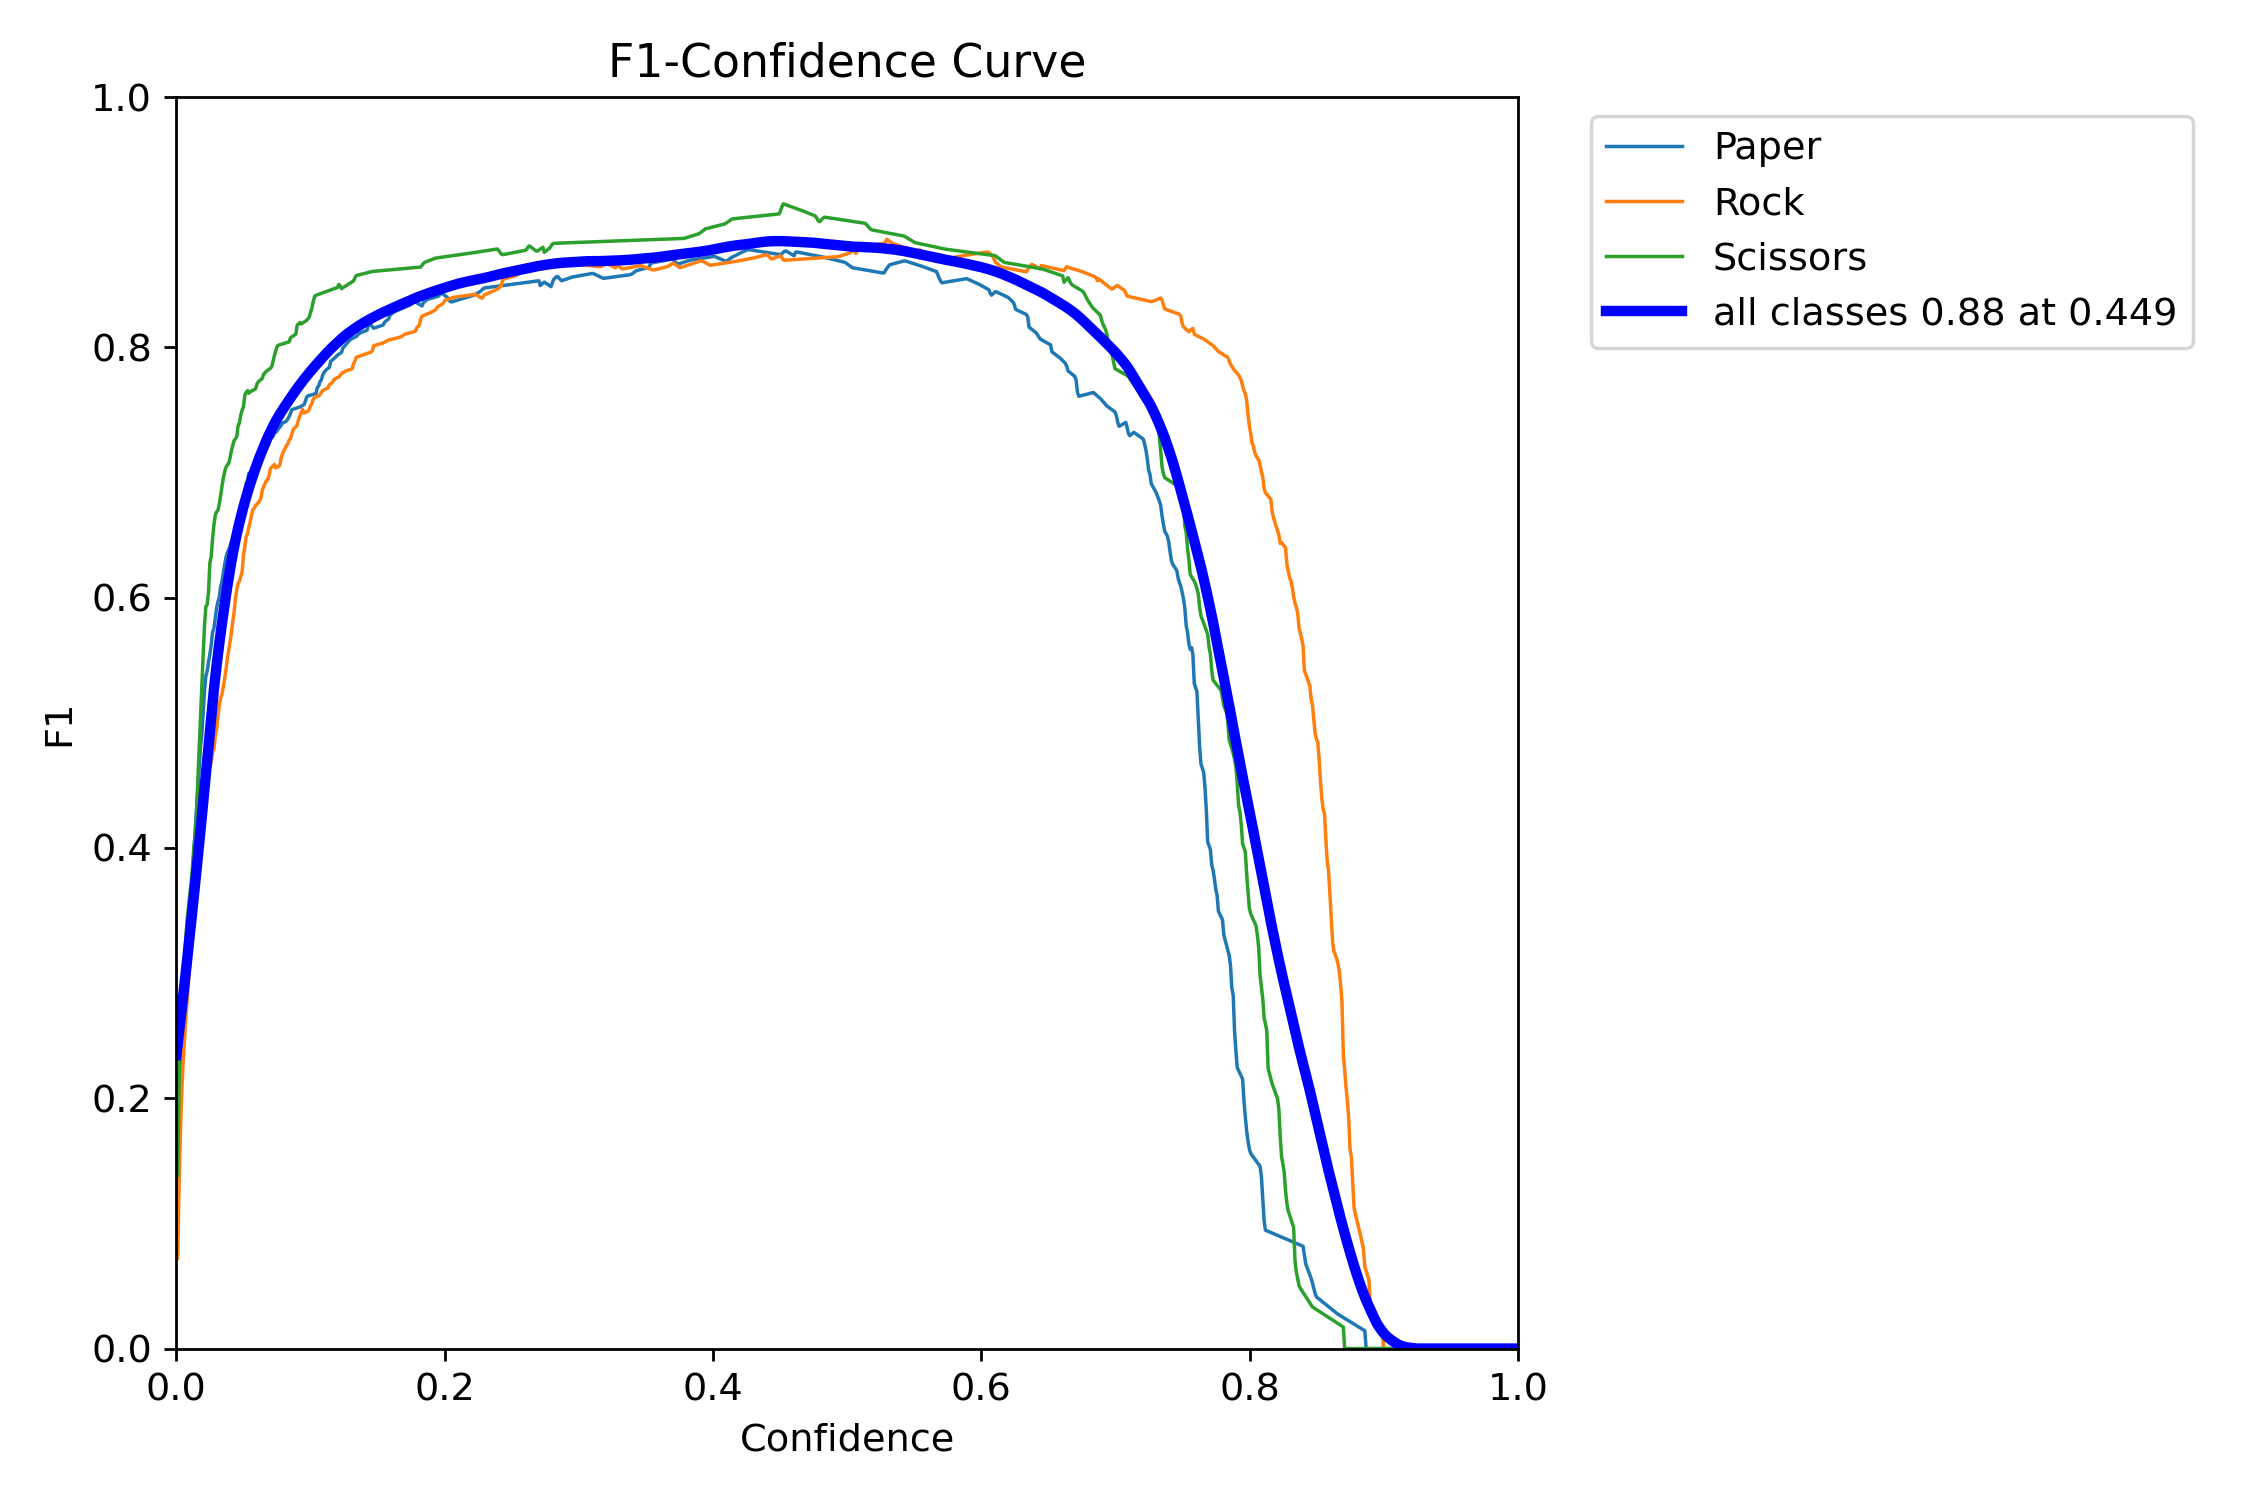 F1-Confidence Curve
1.0
0.8
0.6
0.4
0.2
0.0
F1
0.0 0.2 0.4 0.6 0.8 1.0
Confidence
Paper
Rock
Scissors
all classes 0.88 at 0.449